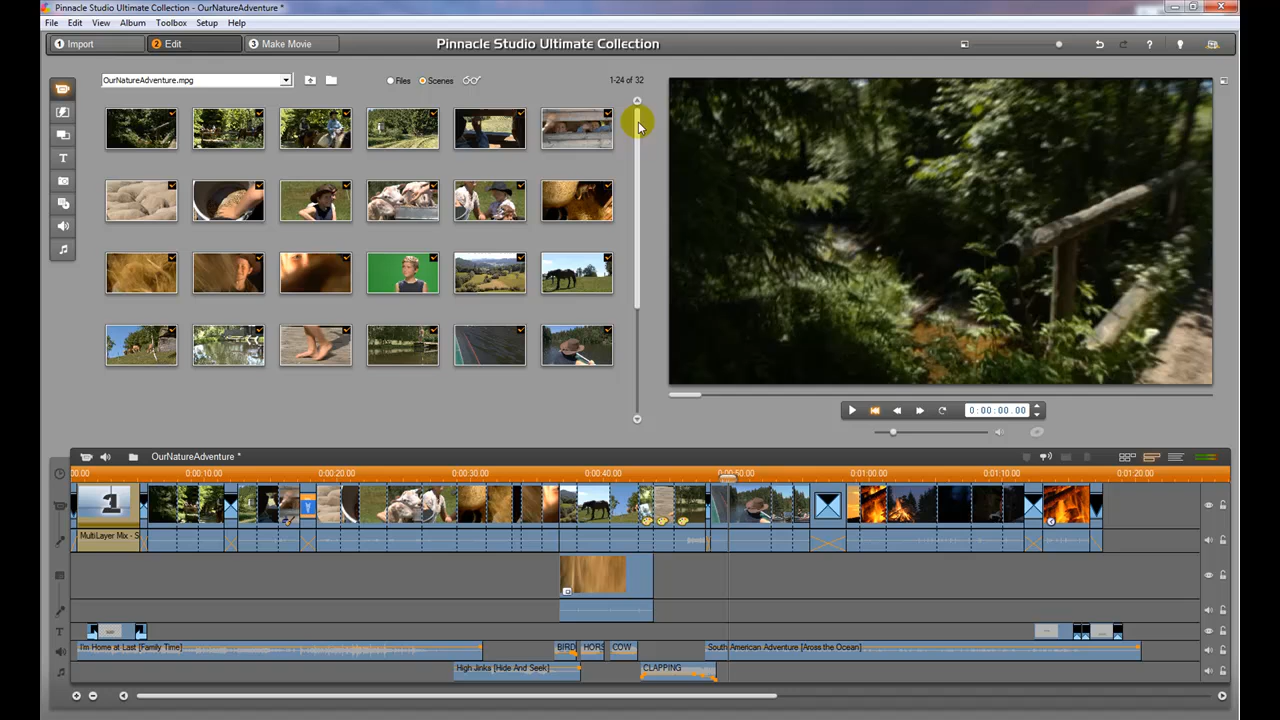 Pinnacle Studio Ultimate Collection - OurNatureAdventure *
File Edit View Album Toolbox Setup Help
1 Import 2 Edit 3 Make Movie Pinnacle Studio Ultimate Collection ?
OurNatureAdventure.mpg Files Scenes 1-24 of 32
T
0:00:00.00
OurNatureAdventure *
00.00 0:00:10.00 0:00:20.00 0:00:30.00 0:00:40.00 0:00:50.00 0:01:00.00 0:01:10.00 0:01:20.00
MultiLayer Mix - S
T
I'm Home at Last [Family Time] BIRD HORS COW South American Adventure [Aross the Ocean]
High Jinks [Hide And Seek] CLAPPING